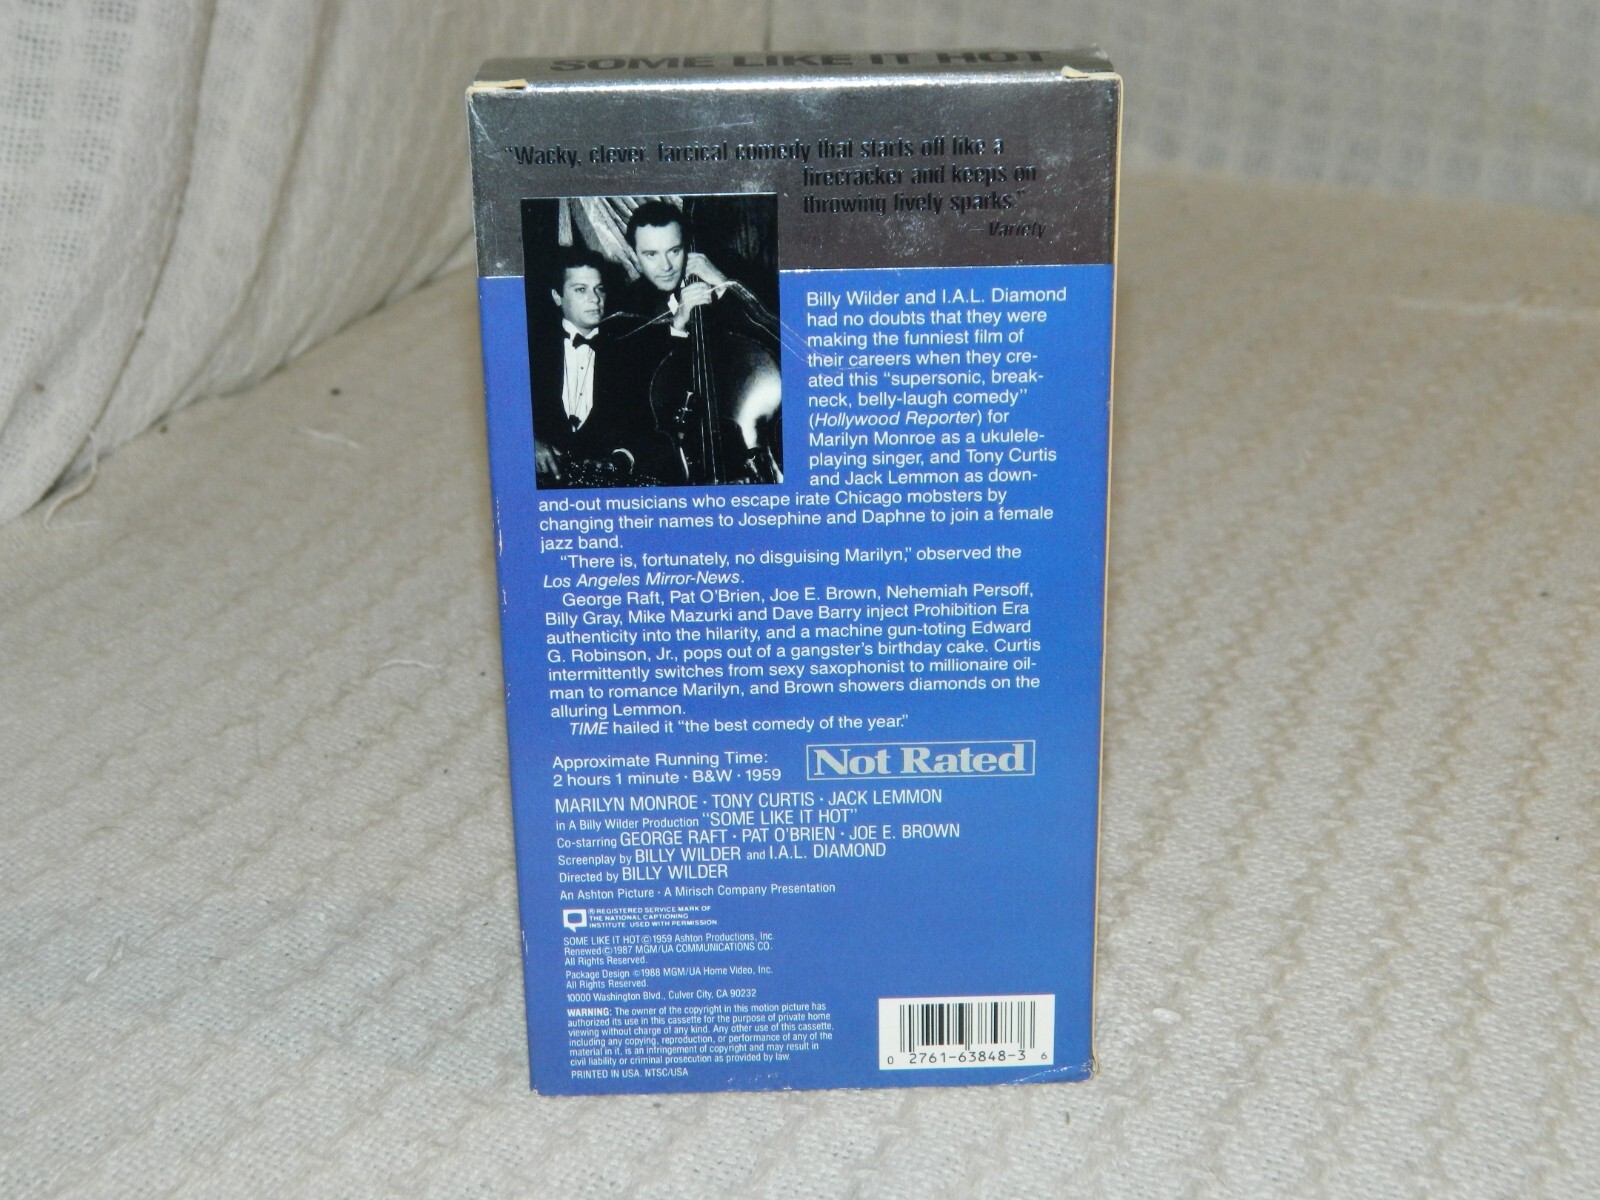 SOME LIKE IT HOT
"Wacky, clever, farcical comedy that starts off like a
firecracker and keeps on
throwing lively sparks."
— Variety
Billy Wilder and I.A.L. Diamond
had no doubts that they were
making the funniest film of
their careers when they cre-
ated this "supersonic, break-
neck, belly-laugh comedy"
(Hollywood Reporter) for
Marilyn Monroe as a ukulele-
playing singer, and Tony Curtis
and Jack Lemmon as down-
and-out musicians who escape irate Chicago mobsters by
changing their names to Josephine and Daphne to join a female
jazz band.
"There is, fortunately, no disguising Marilyn," observed the
Los Angeles Mirror-News.
George Raft, Pat O'Brien, Joe E. Brown, Nehemiah Persoff,
Billy Gray, Mike Mazurki and Dave Barry inject Prohibition Era
authenticity into the hilarity, and a machine gun-toting Edward
G. Robinson, Jr., pops out of a gangster's birthday cake. Curtis
intermittently switches from sexy saxophonist to millionaire oil-
man to romance Marilyn, and Brown showers diamonds on the
alluring Lemmon.
TIME hailed it "the best comedy of the year."
Approximate Running Time:
2 hours 1 minute · B&W · 1959
Not Rated
MARILYN MONROE · TONY CURTIS · JACK LEMMON
in A Billy Wilder Production "SOME LIKE IT HOT"
Co-starring GEORGE RAFT · PAT O'BRIEN · JOE E. BROWN
Screenplay by BILLY WILDER and I.A.L. DIAMOND
Directed by BILLY WILDER
An Ashton Picture · A Mirisch Company Presentation
® REGISTERED SERVICE MARK OF
THE NATIONAL CAPTIONING
INSTITUTE USED WITH PERMISSION
SOME LIKE IT HOT © 1959 Ashton Productions, Inc.
Renewed © 1987 MGM/UA COMMUNICATIONS CO.
All Rights Reserved.
Package Design ©1988 MGM/UA Home Video, Inc.
All Rights Reserved.
10000 Washington Blvd., Culver City, CA 90232
WARNING: The owner of the copyright in this motion picture has
authorized its use in this cassette for the purpose of private home
viewing without charge of any kind. Any other use of this cassette,
including any copying, reproduction, or performance of any of the
material in it, is an infringement of copyright and may result in
civil liability or criminal prosecution as provided by law.
PRINTED IN USA. NTSC/USA
0 2761-63848-3 6